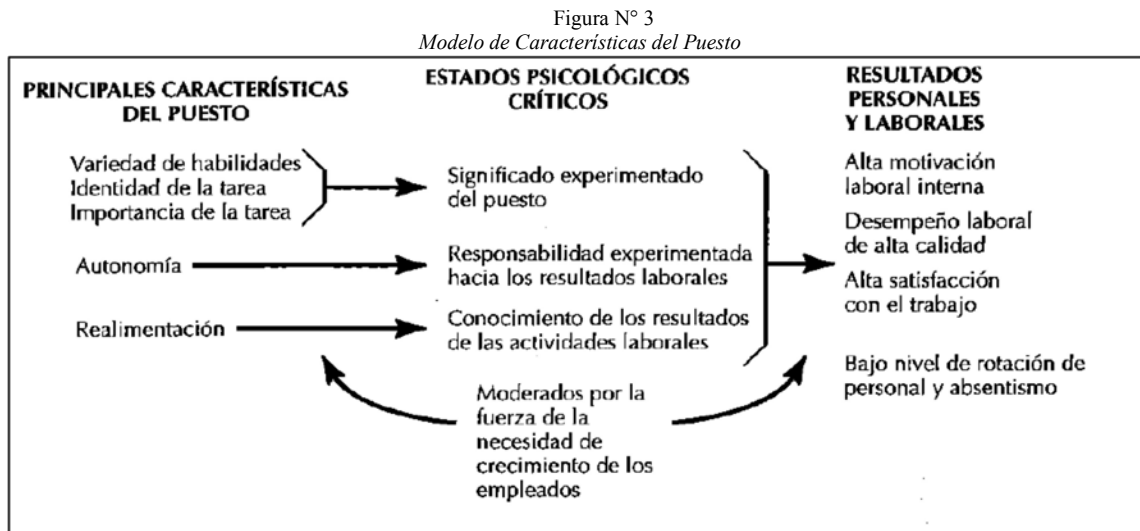 Figura N° 3
Modelo de Características del Puesto
PRINCIPALES CARACTERÍSTICAS
DEL PUESTO
Variedad de habilidades
Identidad de la tarea
Importancia de la tarea
Autonomía
Realimentación
ESTADOS PSICOLÓGICOS
CRÍTICOS
Significado experimentado
del puesto
Responsabilidad experimentada
hacia los resultados laborales
Conocimiento de los resultados
de las actividades laborales
Moderados por la
fuerza de la
necesidad de
crecimiento de los
empleados
RESULTADOS
PERSONALES
Y LABORALES
Alta motivación
laboral interna
Desempeño laboral
de alta calidad
Alta satisfacción
con el trabajo
Bajo nivel de rotación de
personal y absentismo